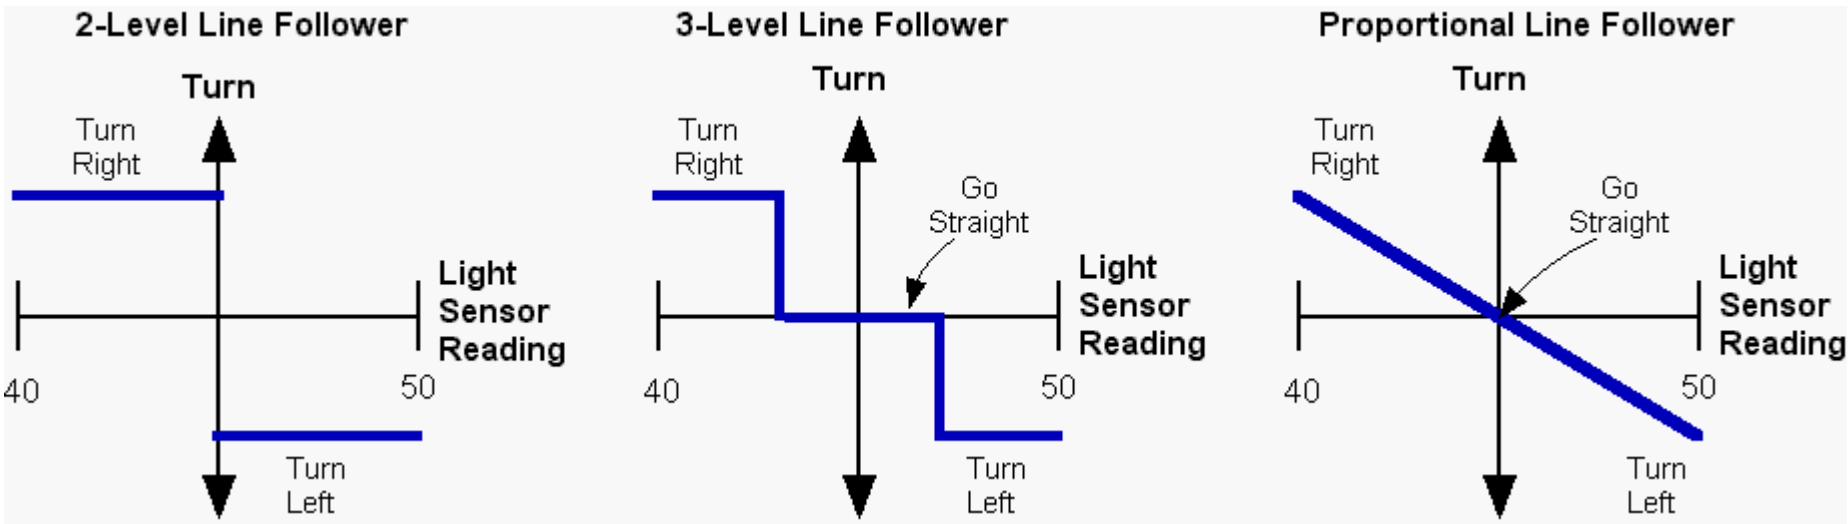 2-Level Line Follower
Turn
Turn
Right
Light
Sensor
Reading
40
50
Turn
Left
3-Level Line Follower
Turn
Turn
Right
Go
Straight
Light
Sensor
Reading
40
50
Turn
Left
Proportional Line Follower
Turn
Turn
Right
Go
Straight
Light
Sensor
Reading
40
50
Turn
Left